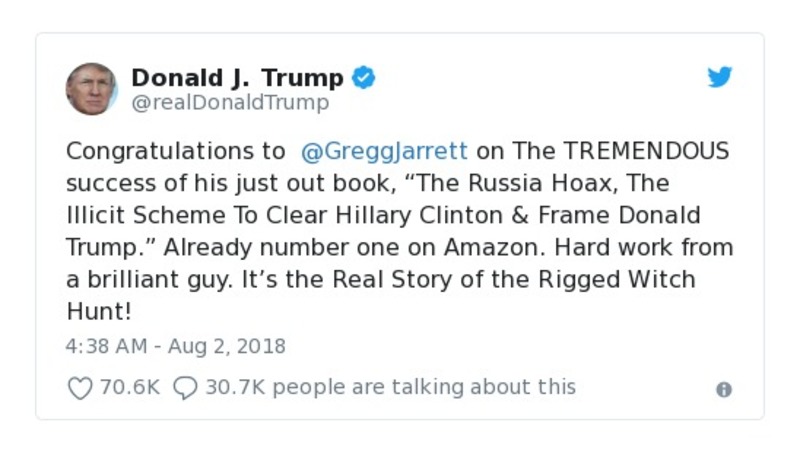 Donald J. Trump
@realDonaldTrump
Congratulations to @GreggJarrett on The TREMENDOUS
success of his just out book, “The Russia Hoax, The
Illicit Scheme To Clear Hillary Clinton & Frame Donald
Trump.” Already number one on Amazon. Hard work from
a brilliant guy. It’s the Real Story of the Rigged Witch
Hunt!
4:38 AM - Aug 2, 2018
70.6K 30.7K people are talking about this